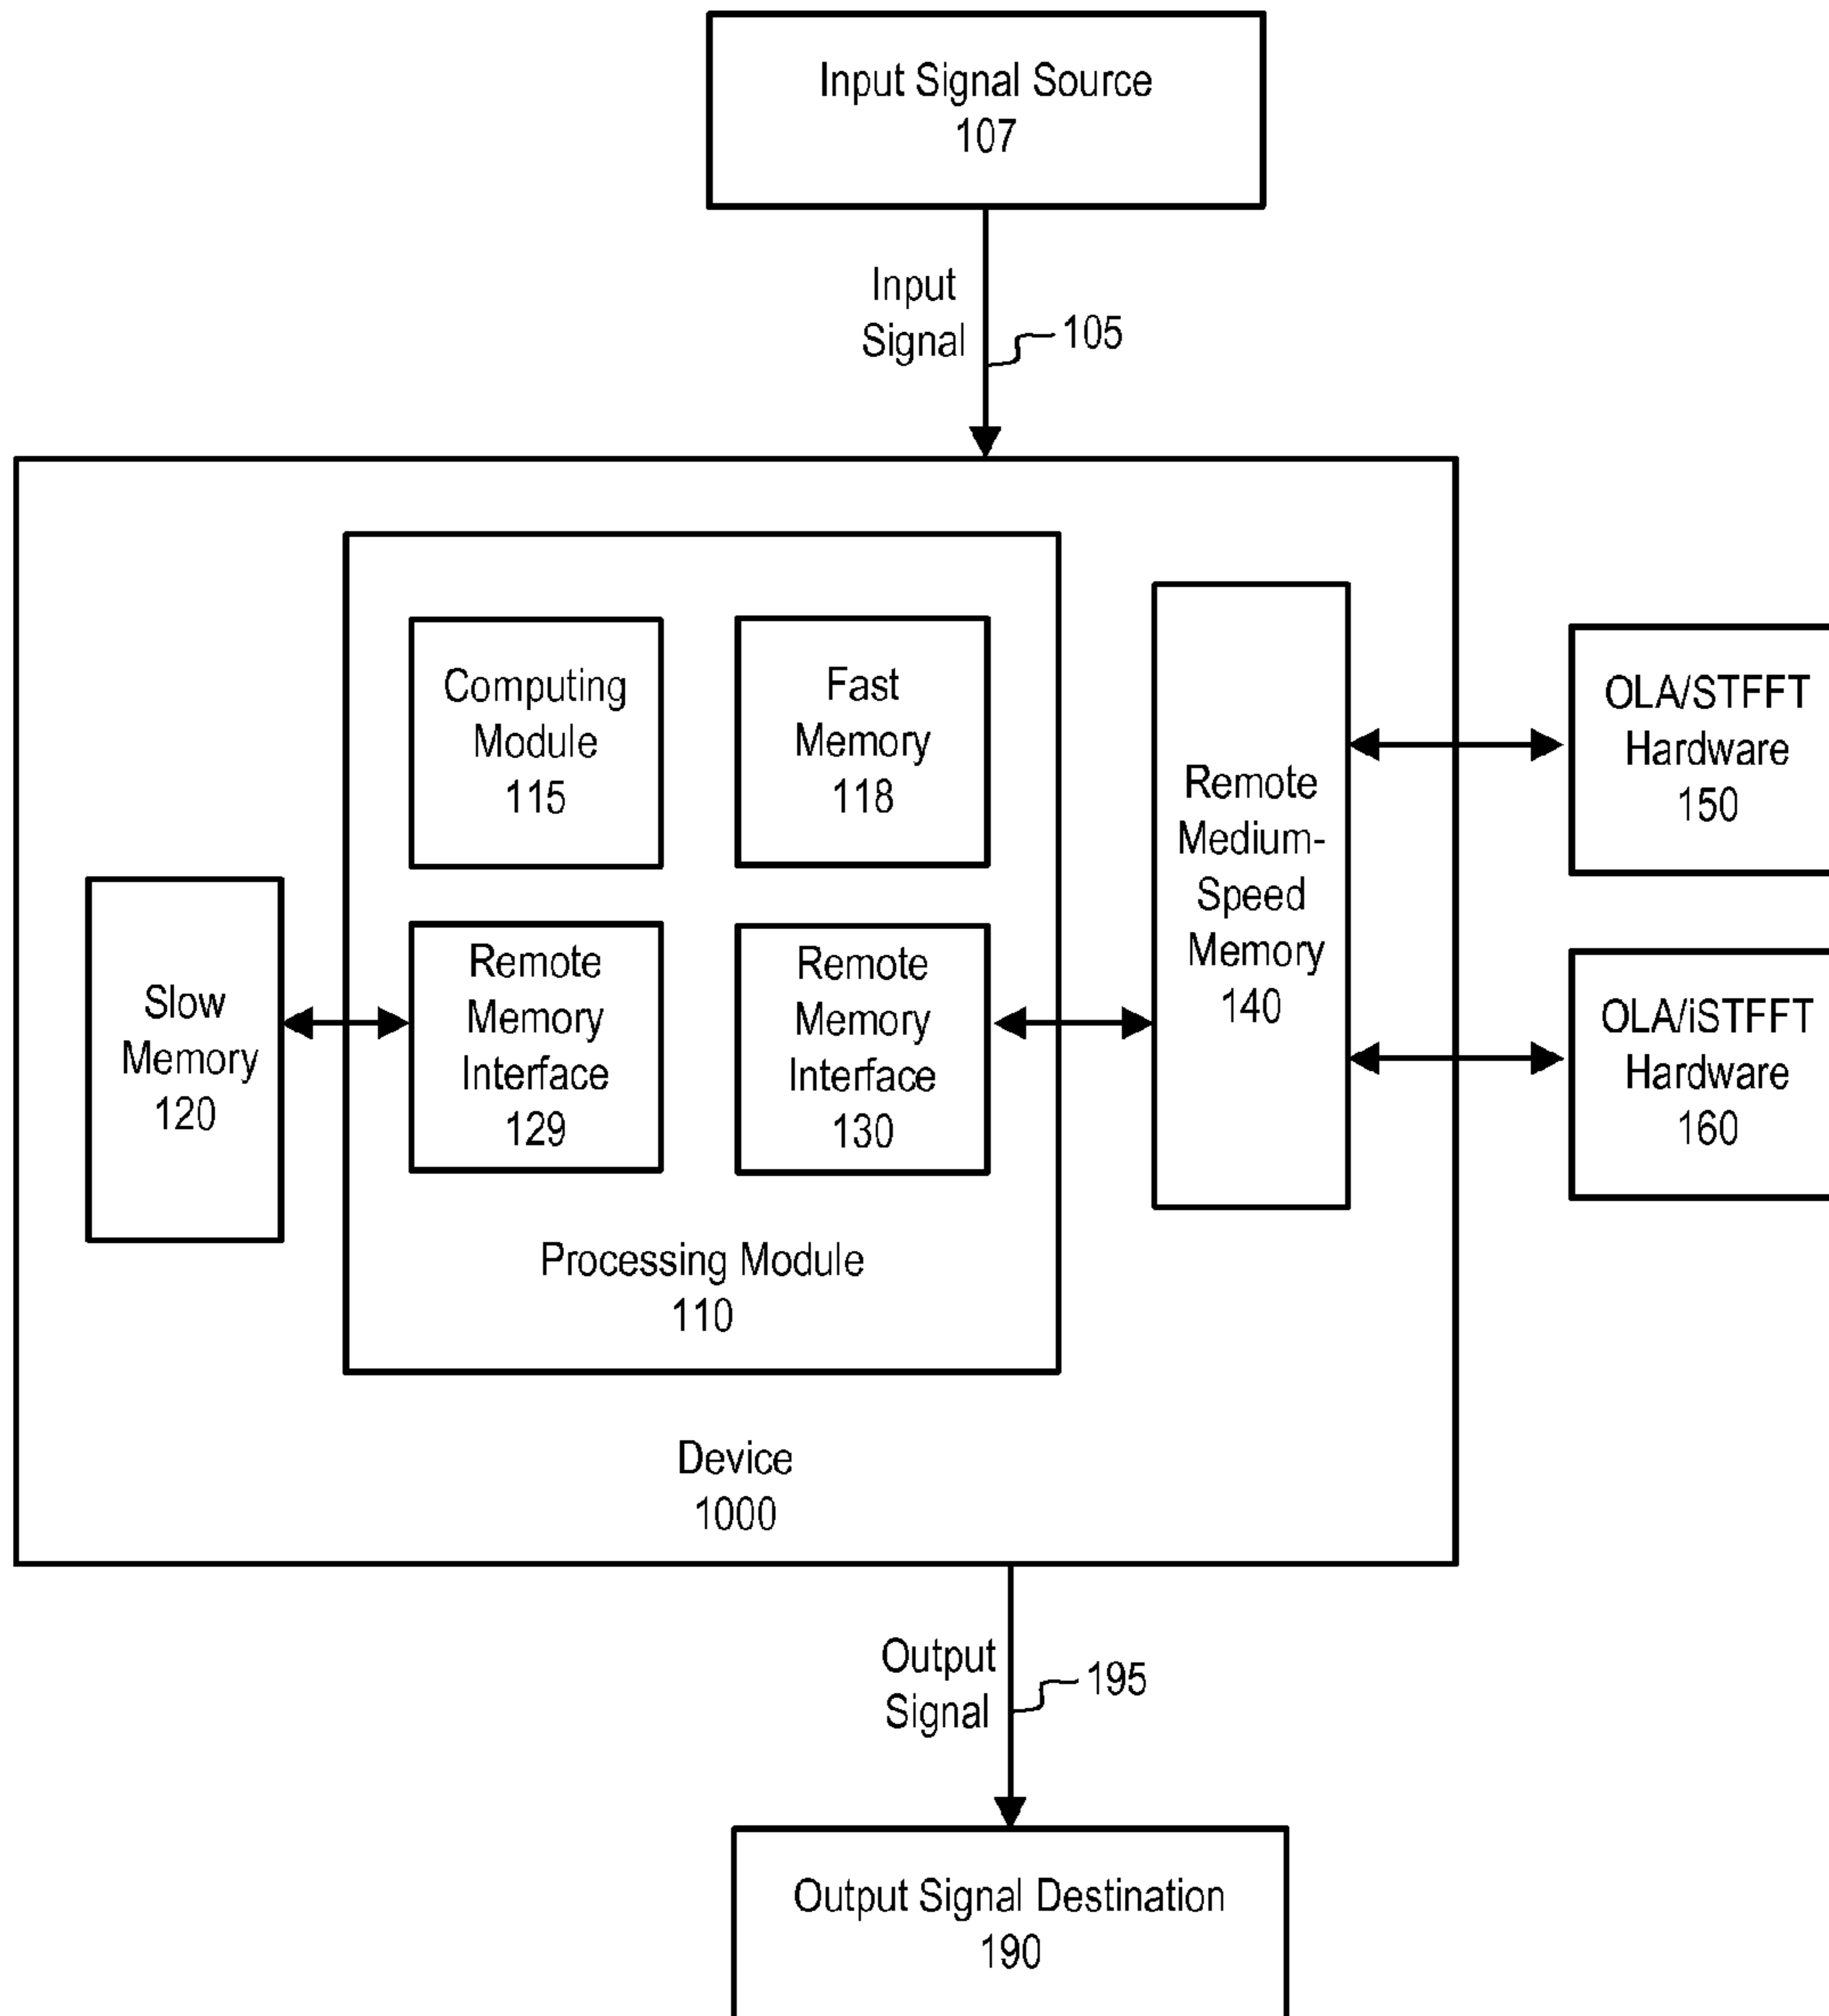 Input Signal Source
107
Input
Signal
105
Computing
Module
115
Fast
Memory
118
Slow
Memory
120
Remote
Memory
Interface
129
Remote
Memory
Interface
130
Processing Module
110
Remote
Medium-
Speed
Memory
140
OLA/STFFT
Hardware
150
OLA/iSTFFT
Hardware
160
Device
1000
Output
Signal
195
Output Signal Destination
190